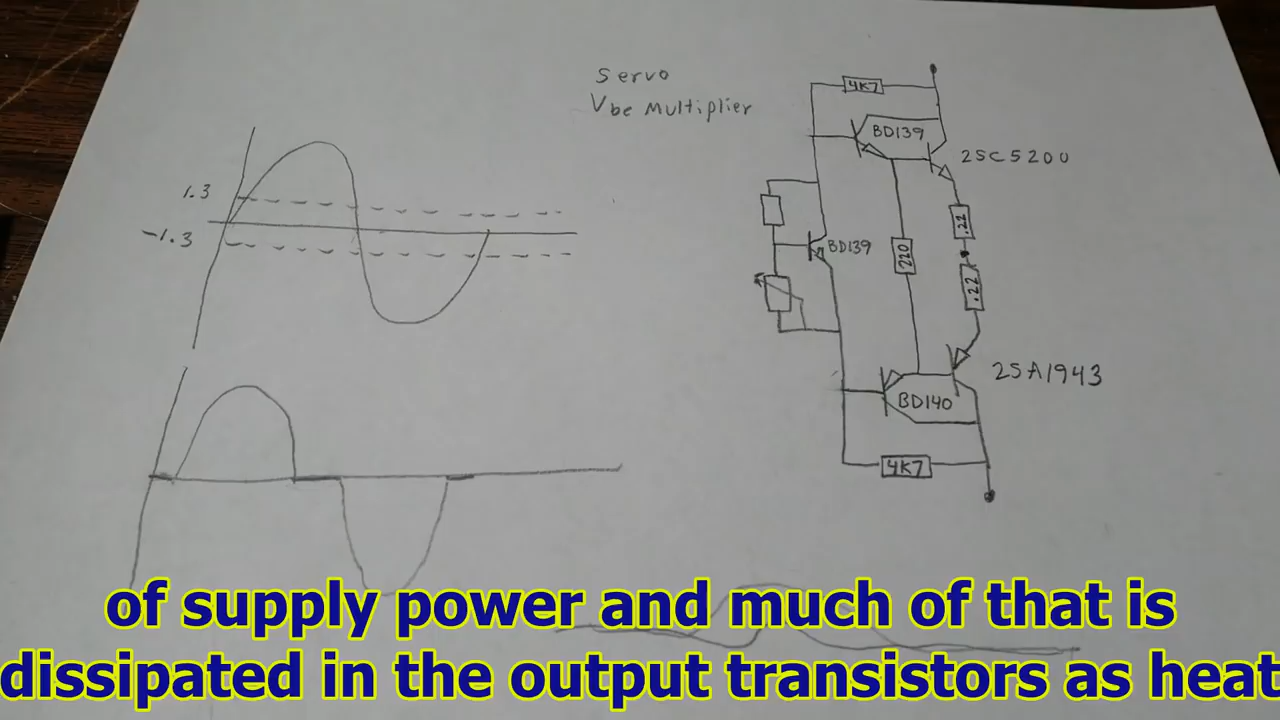 Servo
Vbe Multiplier
4K7
BD139
2SC5200
1.3
-1.3
.22
BD139
220
.22
2SA1943
BD140
4K7
of supply power and much of that is
dissipated in the output transistors as heat